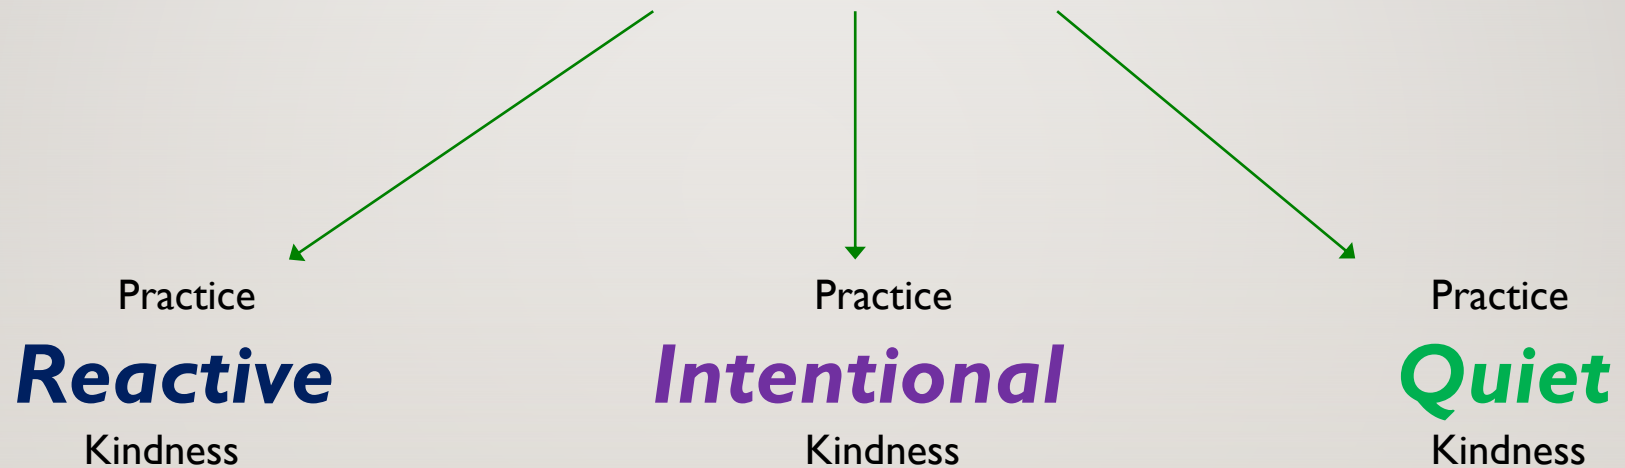 Practice
Reactive
Kindness
Practice
Intentional
Kindness
Practice
Quiet
Kindness